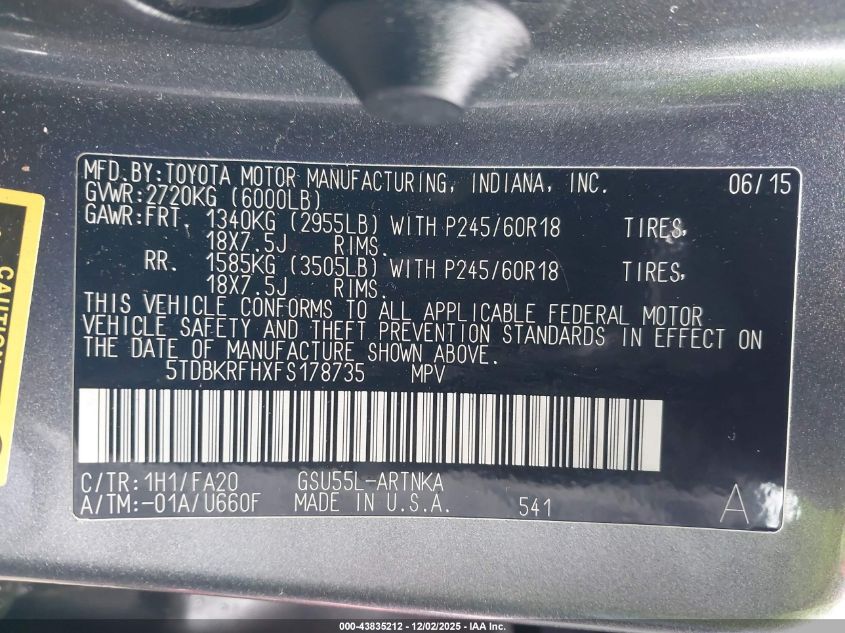 MFD.BY:TOYOTA MOTOR MANUFACTURING, INDIANA, INC. 06/15
GVWR:2720KG (6000LB)
GAWR:FRT. 1340KG (2955LB) WITH P245/60R18 TIRES,
18X7.5J RIMS.
RR. 1585KG (3505LB) WITH P245/60R18 TIRES,
18X7.5J RIMS.
THIS VEHICLE CONFORMS TO ALL APPLICABLE FEDERAL MOTOR
VEHICLE SAFETY AND THEFT PREVENTION STANDARDS IN EFFECT ON
THE DATE OF MANUFACTURE SHOWN ABOVE.
5TDBKRFHXFS178735 MPV
C/TR:1H1/FA20 GSU55L-ARTNKA
A/TM:-01A/U660F MADE IN U.S.A. 541 A
CAUTION
000-43835212 - 12/02/2025 - IAA Inc.